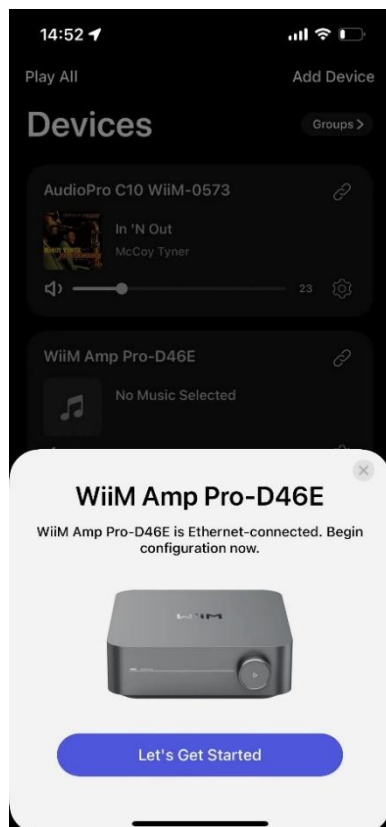 14:52
Play All
Add Device
Devices
Groups >
AudioPro C10 WiiM-0573
In 'N Out
McCoy Tyner
23
WiiM Amp Pro-D46E
No Music Selected
WiiM Amp Pro-D46E
WiiM Amp Pro-D46E is Ethernet-connected. Begin
configuration now.
WiiM
Let's Get Started